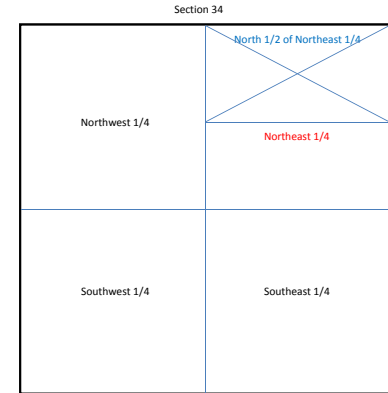 Section 34
North 1/2 of Northeast 1/4
Northwest 1/4
Northeast 1/4
Southwest 1/4
Southeast 1/4